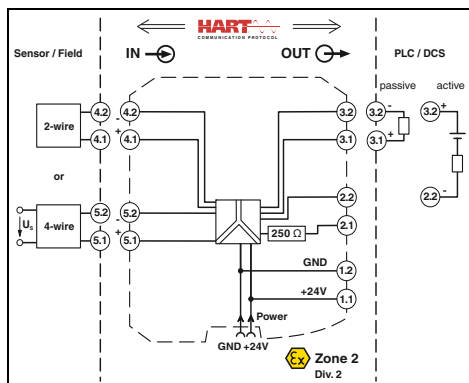 HART
COMMUNICATION PROTOCOL
Sensor / Field
IN
OUT
PLC / DCS
passive
active
2-wire
4.2
4.1
-
+
4.2
4.1
3.2
3.1
3.2
-
3.1
+
3.2
+
or
Us
4-wire
5.2
5.1
-
+
5.2
5.1
2.2
250 Ω
2.1
2.2
-
GND
1.2
+24V
1.1
Power
GND +24V
Ex
Zone 2
Div. 2